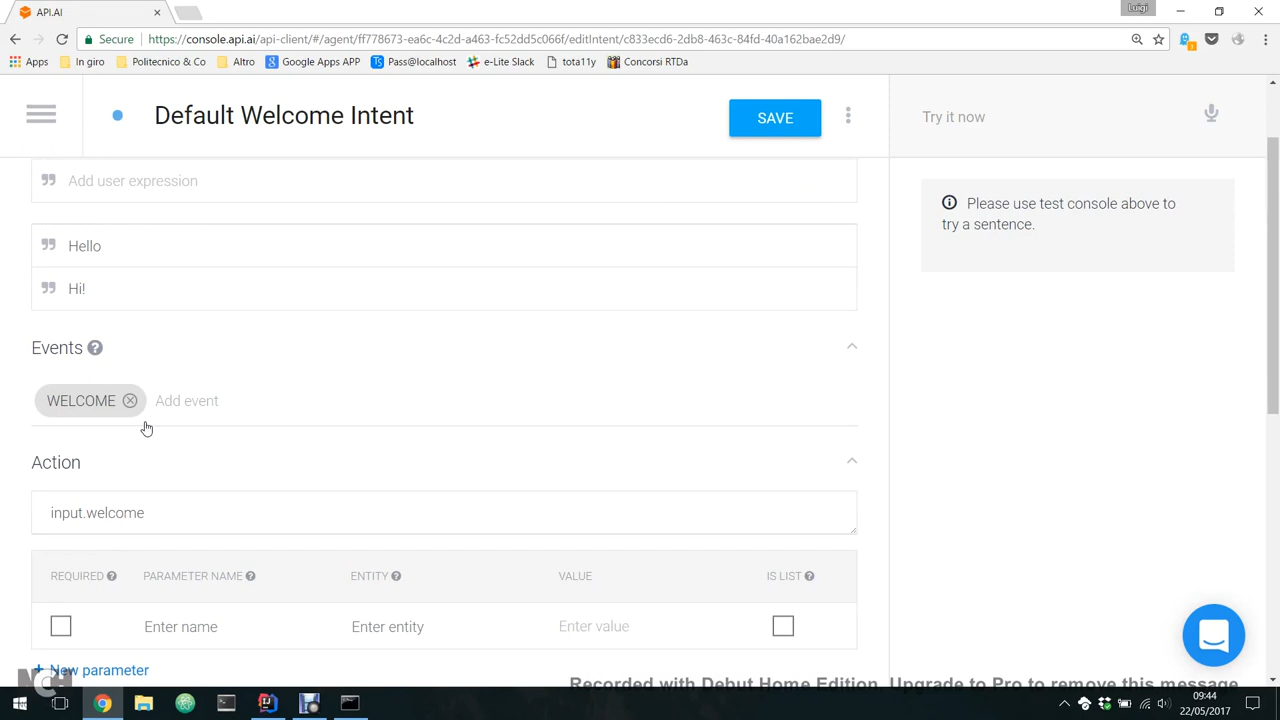 API.AI
Luigi
Secure
https://console.api.ai/api-client/#/agent/ff778673-ea6c-4c2d-a463-fc52dd5c066f/editIntent/c833ecd6-2db8-463c-84fd-40a162bae2d9/
Apps In giro Politecnico & Co Altro Google Apps APP Pass@localhost e-Lite Slack tota11y Concorsi RTDa
Default Welcome Intent
SAVE
Try it now
Add user expression
Please use test console above to
try a sentence.
Hello
Hi!
Events
WELCOME Add event
Action
input.welcome
REQUIRED PARAMETER NAME ENTITY VALUE IS LIST
Enter name Enter entity Enter value
+ New parameter
NCH
Recorded with Debut Home Edition. Upgrade to Pro to remove this message
09:44
22/05/2017